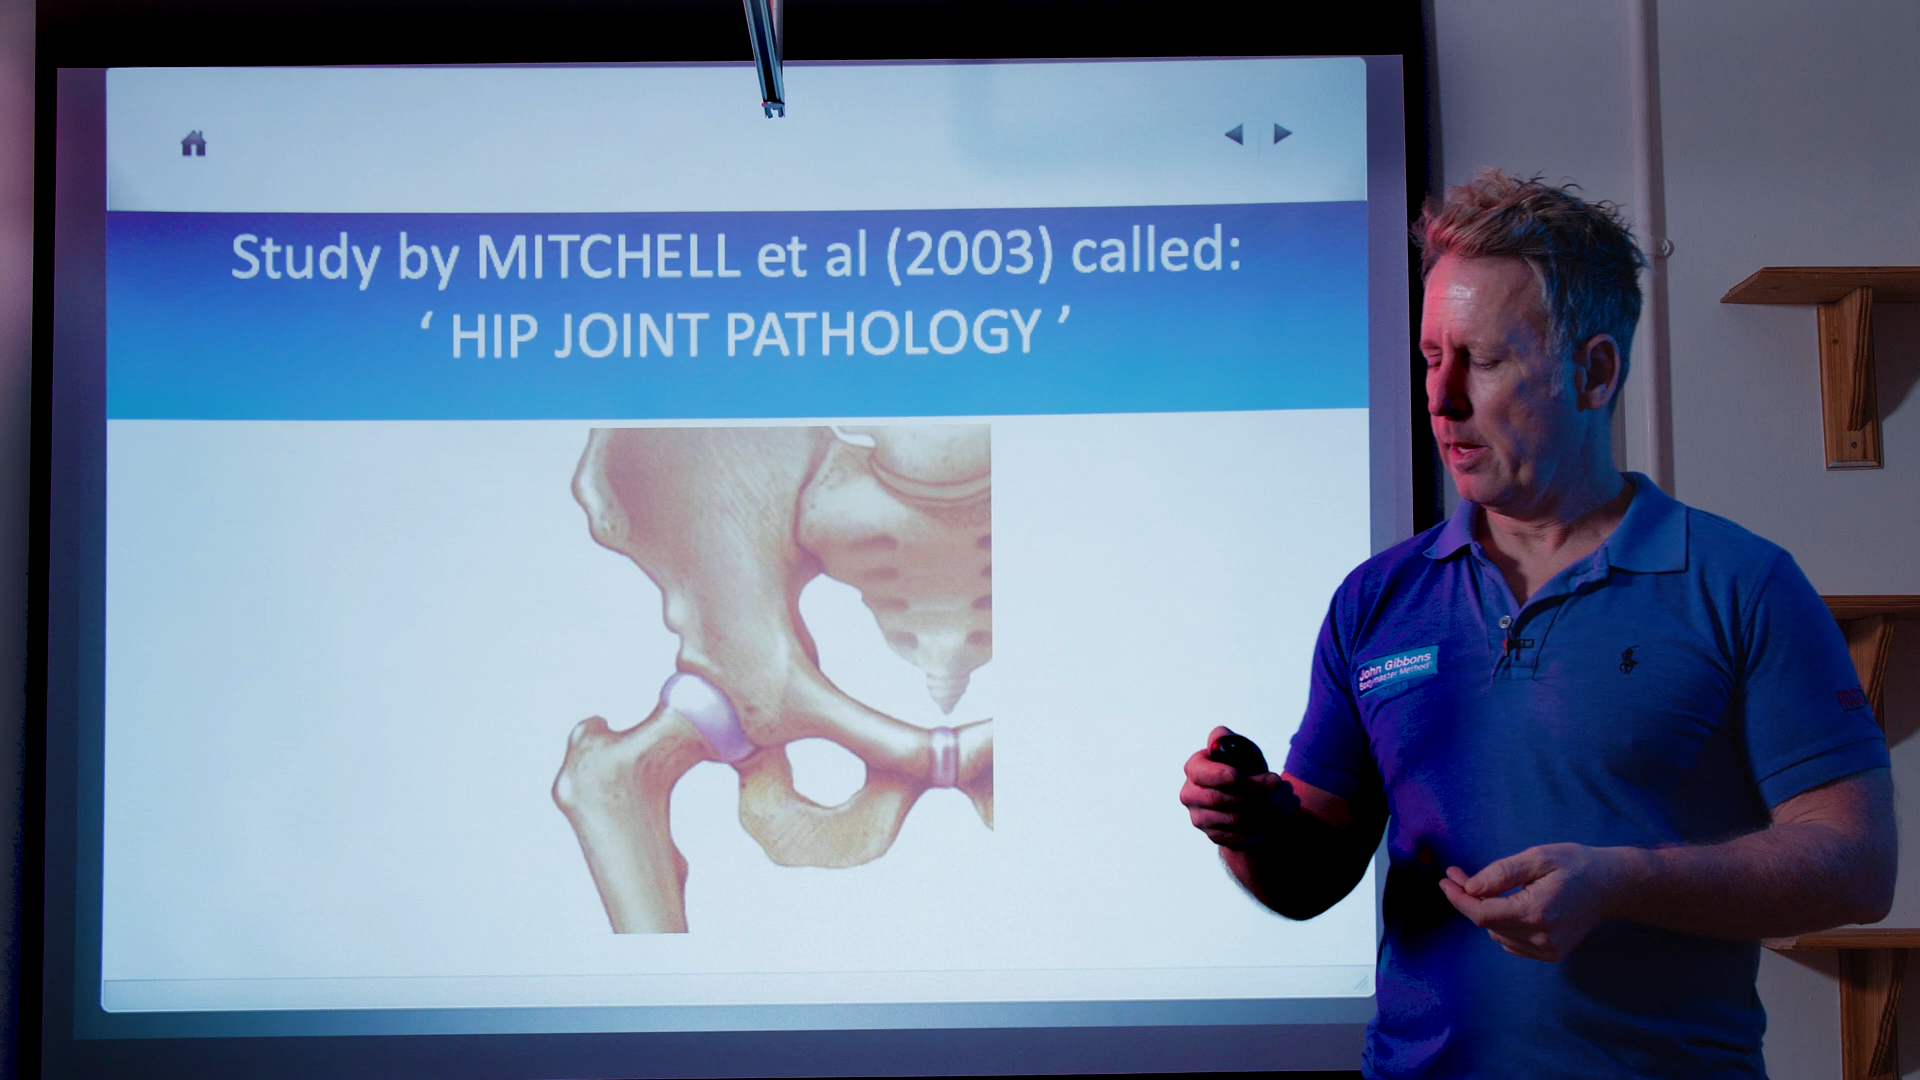 Study by MITCHELL et al (2003) called:
‘ HIP JOINT PATHOLOGY ’
John Gibbons
Bodymaster Method®